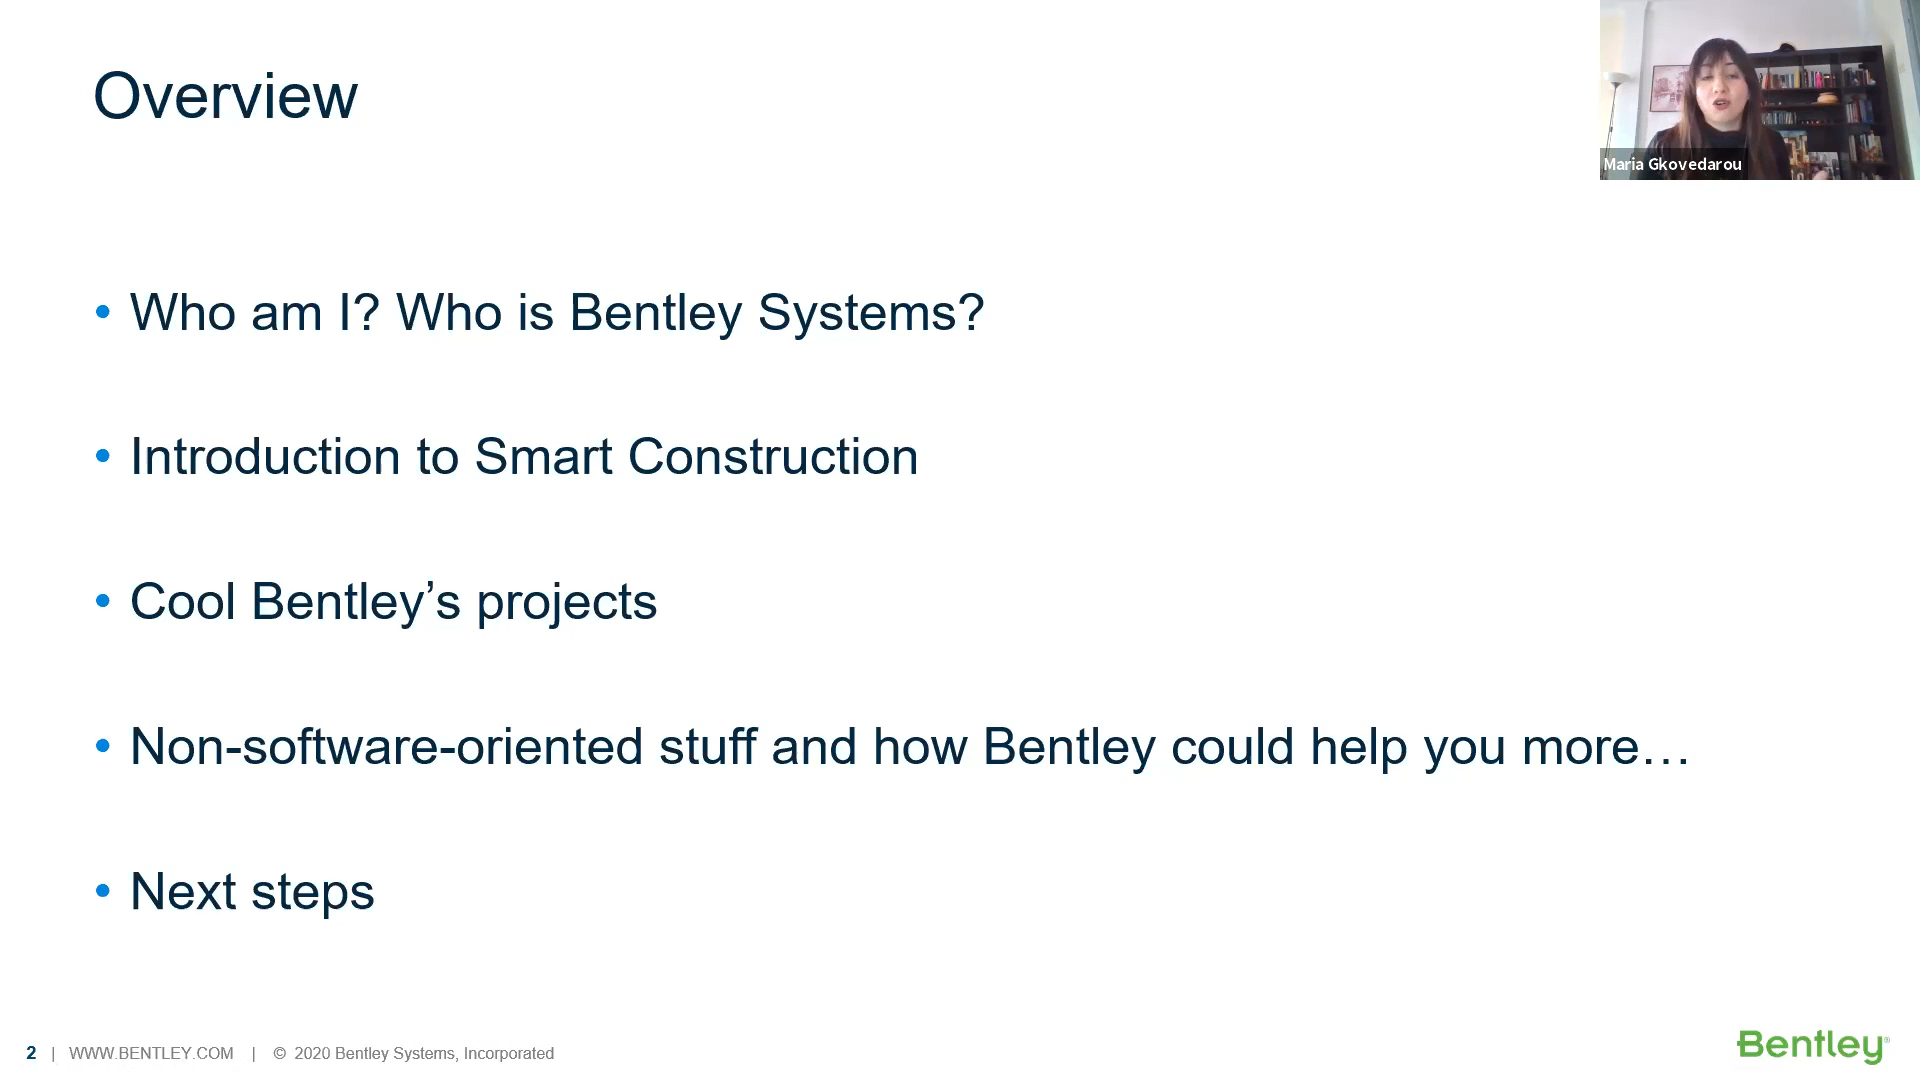 Overview
Maria Gkovedarou
• Who am I? Who is Bentley Systems?
• Introduction to Smart Construction
• Cool Bentley’s projects
• Non-software-oriented stuff and how Bentley could help you more…
• Next steps
2 | WWW.BENTLEY.COM | © 2020 Bentley Systems, Incorporated
Bentley®